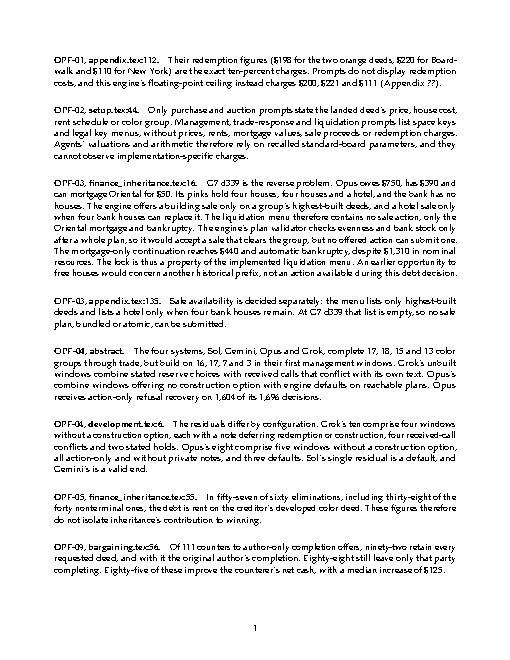 OPF-01, appendix.tex:112. Their redemption figures ($198 for the two orange deeds, $220 for Board-
walk and $110 for New York) are the exact ten-percent charges. Prompts do not display redemption
costs, and this engine's floating-point ceiling instead charges $200, $221 and $111 (Appendix ??).
OPF-02, setup.tex:44. Only purchase and auction prompts state the landed deed's price, house cost,
rent schedule or color group. Management, trade-response and liquidation prompts list space keys
and legal key menus, without prices, rents, mortgage values, sale proceeds or redemption charges.
Agents' valuations and arithmetic therefore rely on recalled standard-board parameters, and they
cannot observe implementation-specific charges.
OPF-03, finance_inheritance.tex:16. C7 d339 is the reverse problem. Opus owes $750, has $390 and
can mortgage Oriental for $50. Its pinks hold four houses, four houses and a hotel, and the bank has no
houses. The engine offers a building sale only on a group's highest-built deeds, and a hotel sale only
when four bank houses can replace it. The liquidation menu therefore contains no sale action, only the
Oriental mortgage and bankruptcy. The engine's plan validator checks evenness and bank stock only
after a whole plan, so it would accept a sale that clears the group, but no offered action can submit one.
The mortgage-only continuation reaches $440 and automatic bankruptcy, despite $1,310 in nominal
resources. The lock is thus a property of the implemented liquidation menu. An earlier opportunity to
free houses would concern another historical prefix, not an action available during this debt decision.
OPF-03, appendix.tex:135. Sale availability is decided separately: the menu lists only highest-built
deeds and lists a hotel only when four bank houses remain. At C7 d339 that list is empty, so no sale
plan, bundled or atomic, can be submitted.
OPF-04, abstract. The four systems, Sol, Gemini, Opus and Grok, complete 17, 18, 15 and 13 color
groups through trade, but build on 16, 17, 7 and 3 in their first management windows. Grok's unbuilt
windows combine stated reserve choices with received calls that conflict with its own text. Opus's
combine windows offering no construction option with engine defaults on reachable plans. Opus
receives action-only refusal recovery on 1,604 of its 1,696 decisions.
OPF-04, development.tex:6. The residuals differ by configuration. Grok's ten comprise four windows
without a construction option, each with a note deferring redemption or construction, four received-call
conflicts and two stated holds. Opus's eight comprise five windows without a construction option,
all action-only and without private notes, and three defaults. Sol's single residual is a default, and
Gemini's is a valid end.
OPF-05, finance_inheritance.tex:55. In fifty-seven of sixty eliminations, including thirty-eight of the
forty nonterminal ones, the debt is rent on the creditor's developed color deed. These figures therefore
do not isolate inheritance's contribution to winning.
OPF-09, bargaining.tex:56. Of 111 counters to author-only completion offers, ninety-two retain every
requested deed, and with it the original author's completion. Eighty-eight still leave only that party
completing. Eighty-five of these improve the counterer's net cash, with a median increase of $125.
1